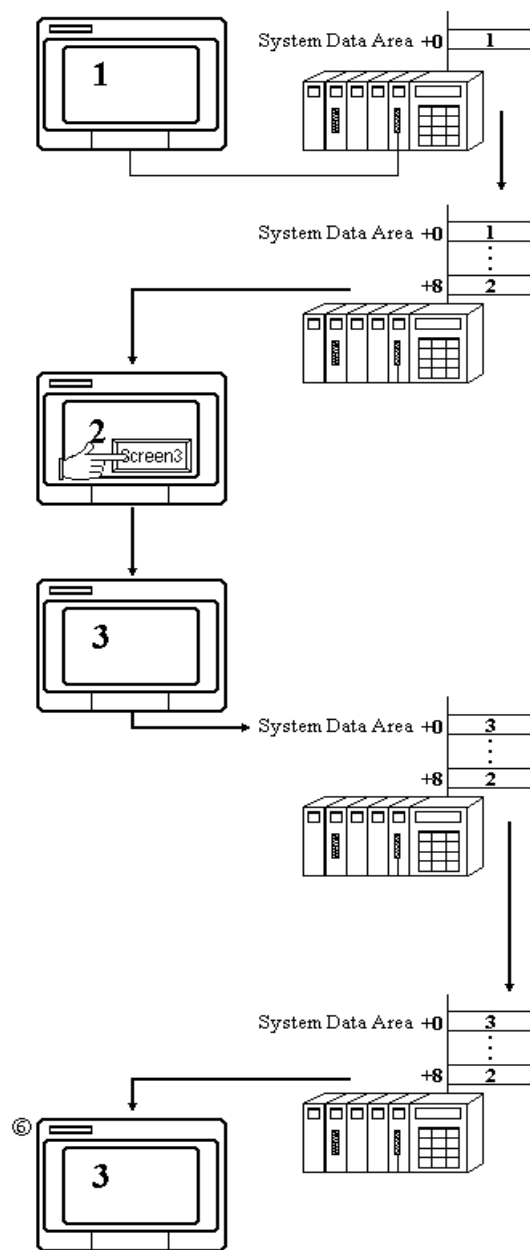 System Data Area +0 1
1
System Data Area +0 1
⋮
+8 2
2
Screen3
3
System Data Area +0 3
⋮
+8 2
System Data Area +0 3
⋮
+8 2
⑥
3